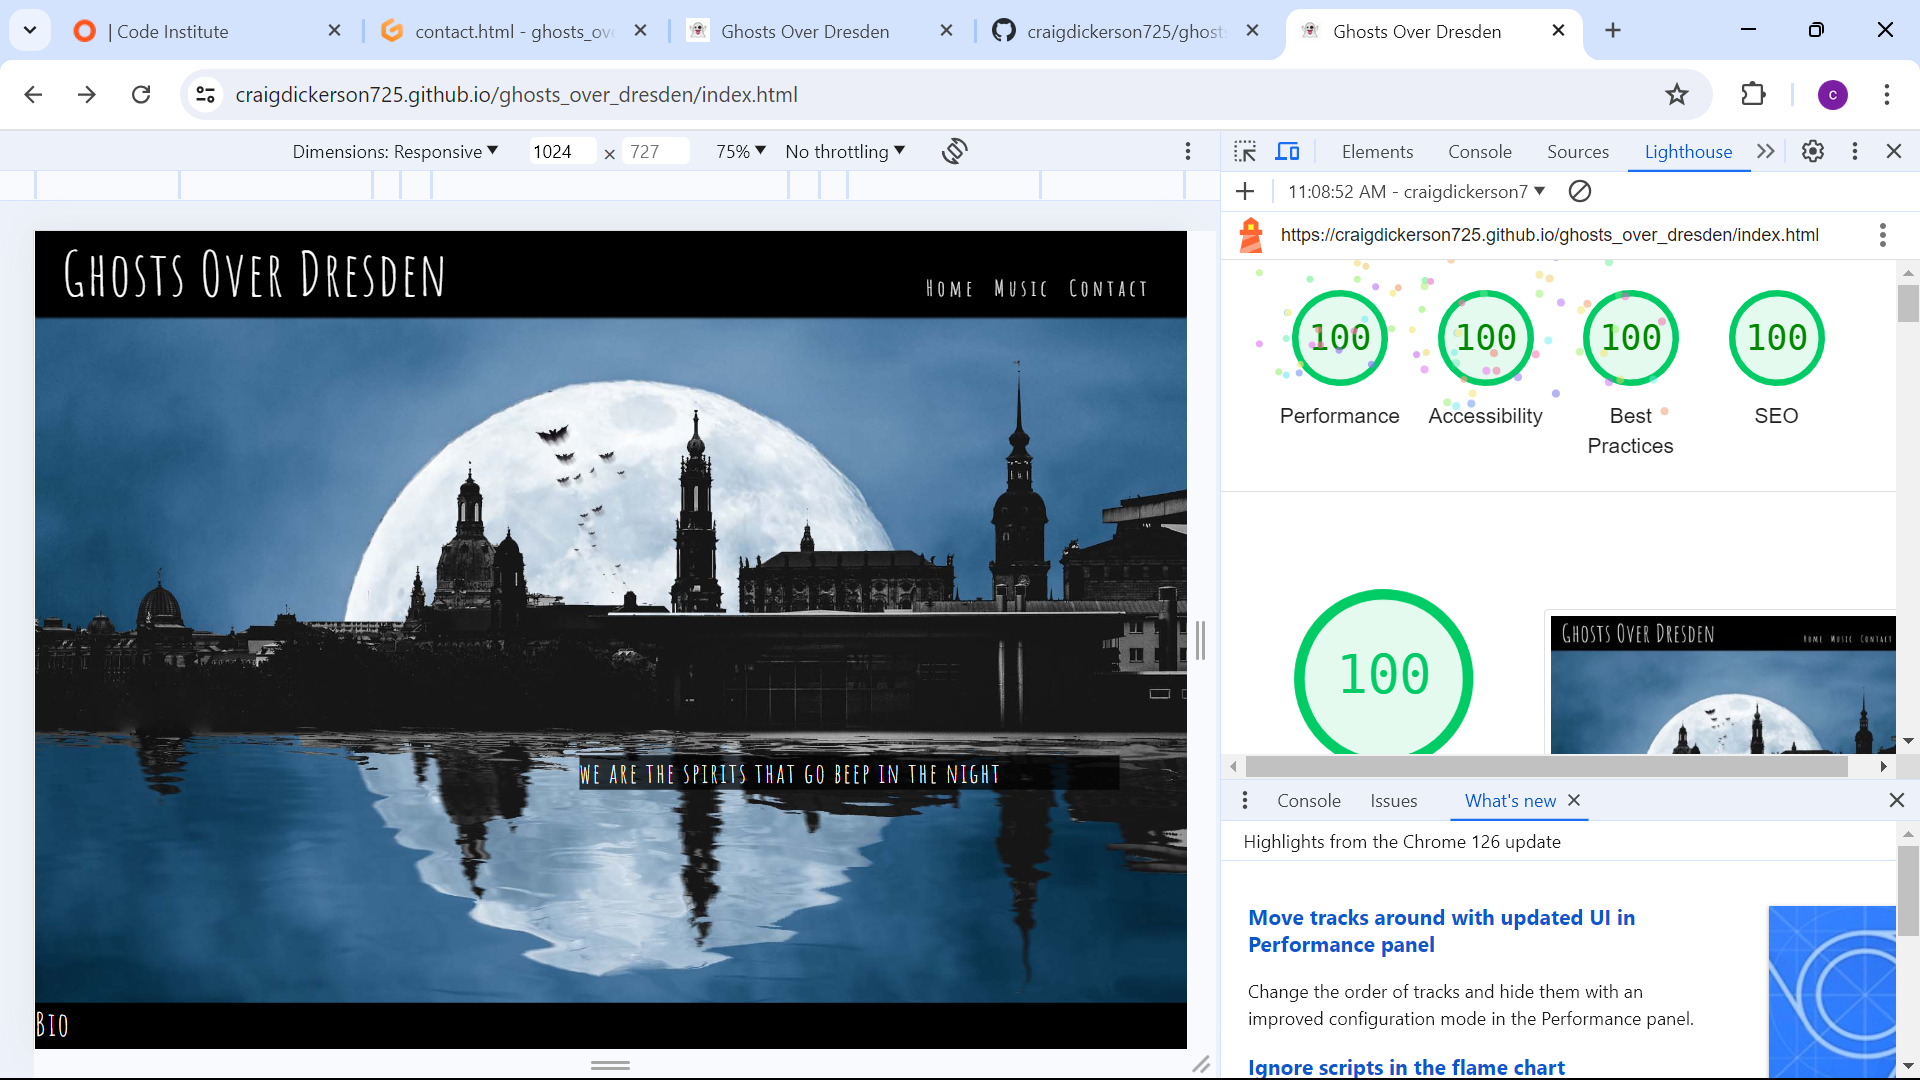 | Code Institute
contact.html - ghosts_ov
Ghosts Over Dresden
craigdickerson725/ghost
Ghosts Over Dresden
craigdickerson725.github.io/ghosts_over_dresden/index.html
c
Dimensions: Responsive
1024 × 727
75%
No throttling
Elements
Console
Sources
Lighthouse
11:08:52 AM - craigdickerson7
https://craigdickerson725.github.io/ghosts_over_dresden/index.html
Ghosts Over Dresden
Home Music Contact
100
100
100
100
Performance
Accessibility
Best
Practices
SEO
100
Ghosts Over Dresden
Home Music Contact
we are the spirits that go beep in the night
Bio
Console
Issues
What's new
Highlights from the Chrome 126 update
Move tracks around with updated UI in
Performance panel
Change the order of tracks and hide them with an
improved configuration mode in the Performance panel.
Ignore scripts in the flame chart